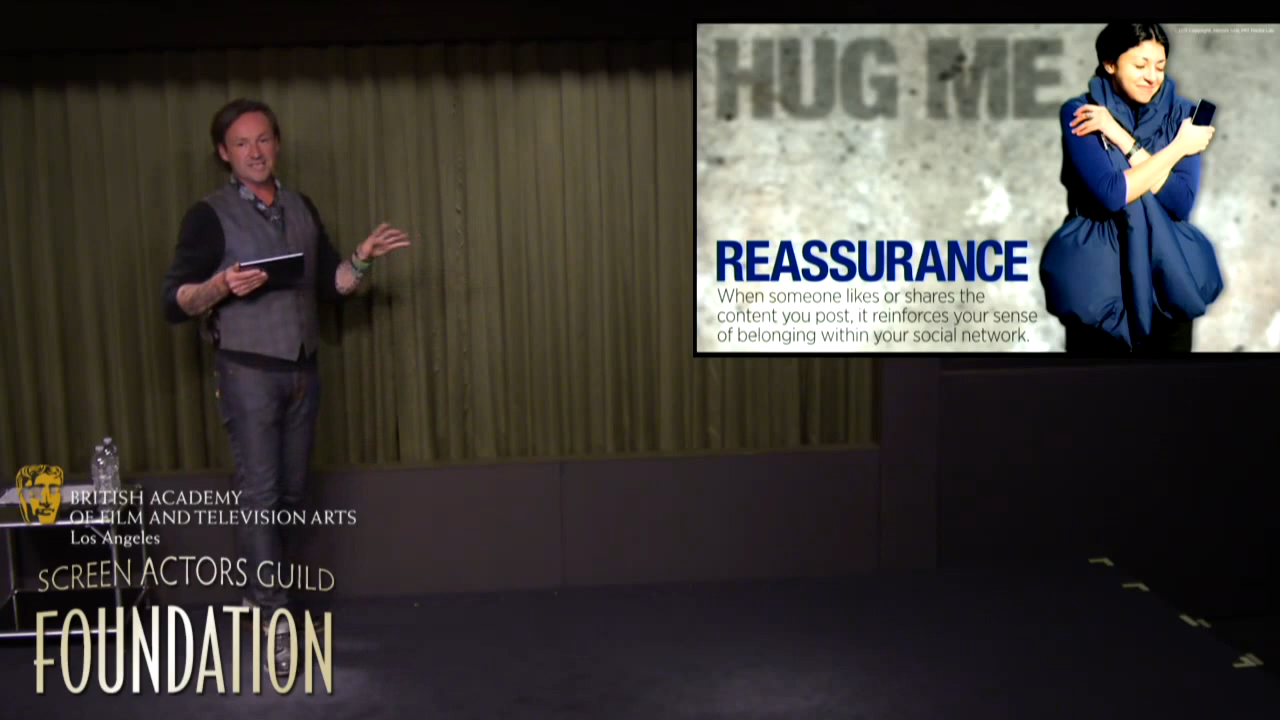 HUG ME
REASSURANCE
When someone likes or shares the
content you post, it reinforces your sense
of belonging within your social network.
BRITISH ACADEMY
OF FILM AND TELEVISION ARTS
Los Angeles
SCREEN ACTORS GUILD
FOUNDATION